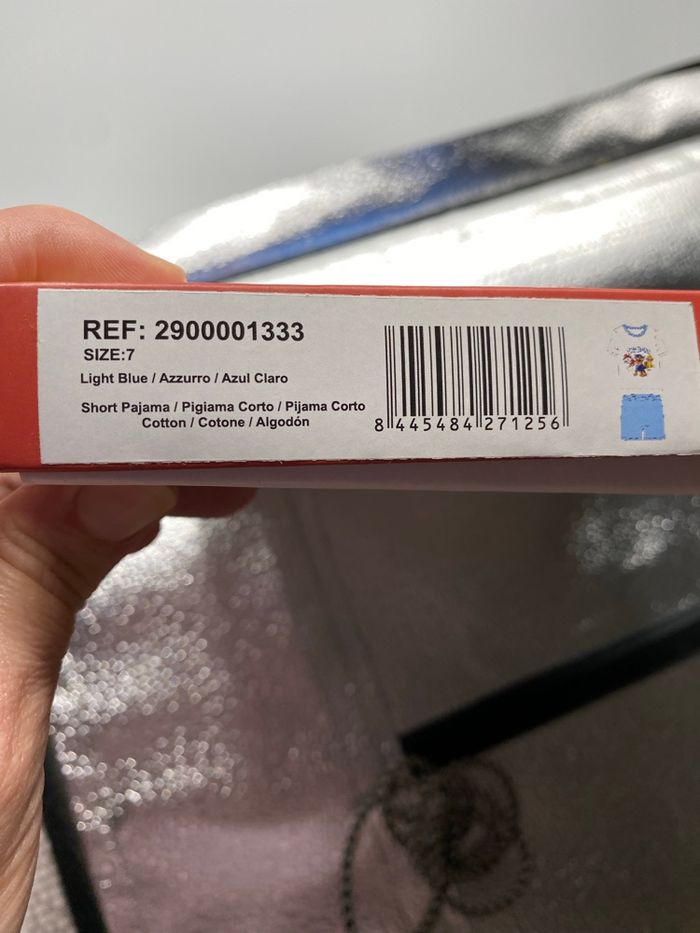 REF: 2900001333
SIZE:7
Light Blue / Azzurro / Azul Claro
Short Pajama / Pigiama Corto / Pijama Corto
Cotton / Cotone / Algodón
8 445484 271256